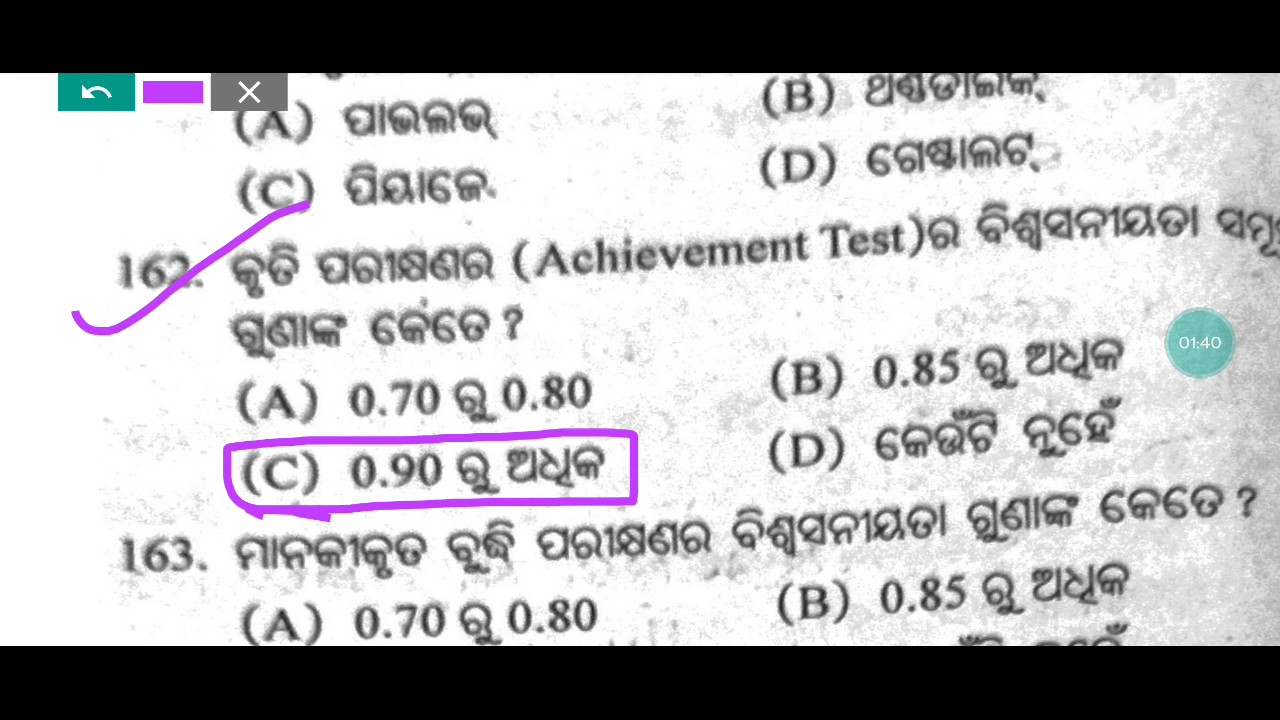 (A) ପାଭଲଭ୍ (B) ଥଣ୍ଡାଇକ୍
(C) ପିୟାଜେ (D) ଗେଷ୍ଟାଲଟ୍
162. କୃତି ପରୀକ୍ଷଣର (Achievement Test)ର ବିଶ୍ୱସନୀୟତା
ଗୁଣାଙ୍କ କେତେ ?
(A) 0.70 ରୁ 0.80 (B) 0.85 ରୁ ଅଧିକ
(C) 0.90 ରୁ ଅଧିକ (D) କେଉଁଟି ନୁହେଁ
163. ମାନକୀକୃତ ବୁଦ୍ଧି ପରୀକ୍ଷଣର ବିଶ୍ୱସନୀୟତା ଗୁଣାଙ୍କ କେତେ ?
(A) 0.70 ରୁ 0.80 (B) 0.85 ରୁ ଅଧିକ
01:40